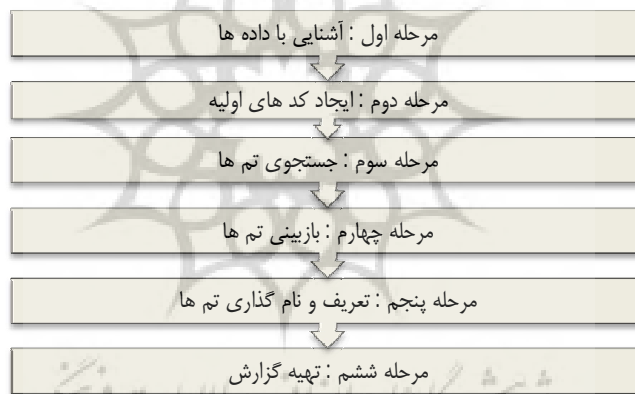 مرحله اول : آشنایی با داده ها
مرحله دوم : ایجاد کد های اولیه
مرحله سوم : جستجوی تم ها
مرحله چهارم : بازبینی تم ها
مرحله پنجم : تعریف و نام گذاری تم ها
مرحله ششم : تهیه گزارش